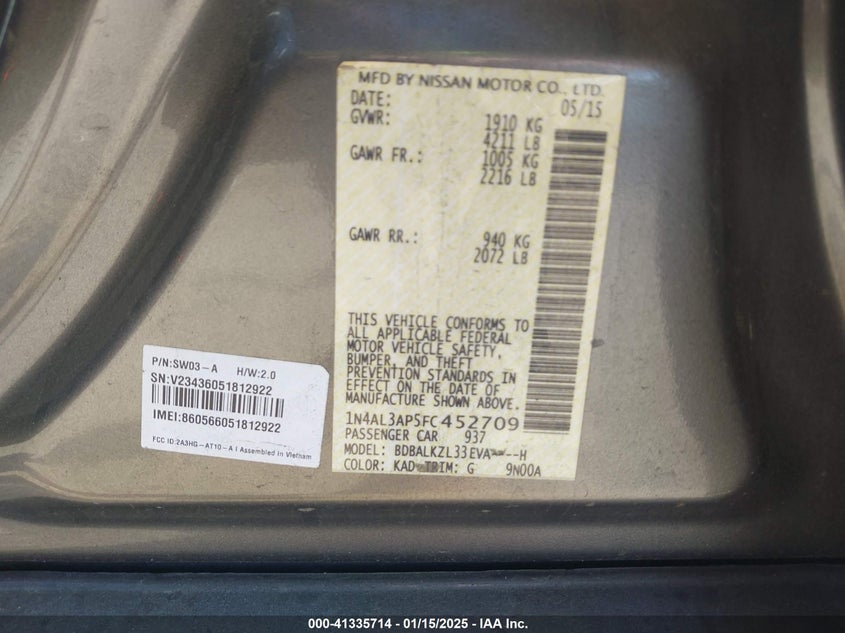 MFD BY NISSAN MOTOR CO., LTD.
DATE: 05/15
GVWR: 1910 KG
4211 LB
GAWR FR.: 1005 KG
2216 LB
GAWR RR.: 940 KG
2072 LB
THIS VEHICLE CONFORMS TO
ALL APPLICABLE FEDERAL
MOTOR VEHICLE SAFETY,
BUMPER, AND THEFT
PREVENTION STANDARDS IN
EFFECT ON THE DATE OF
MANUFACTURE SHOWN ABOVE.
1N4AL3AP5FC452709
PASSENGER CAR 937
MODEL: BDBALKZL33EVA----H
COLOR: KAD TRIM: G 9N00A
P/N:SW03-A H/W:2.0
SN:V23436051812922
IMEI:860566051812922
FCC ID:2A3HG-AT10-A I Assembled in Vietnam
000-41335714 - 01/15/2025 - IAA Inc.